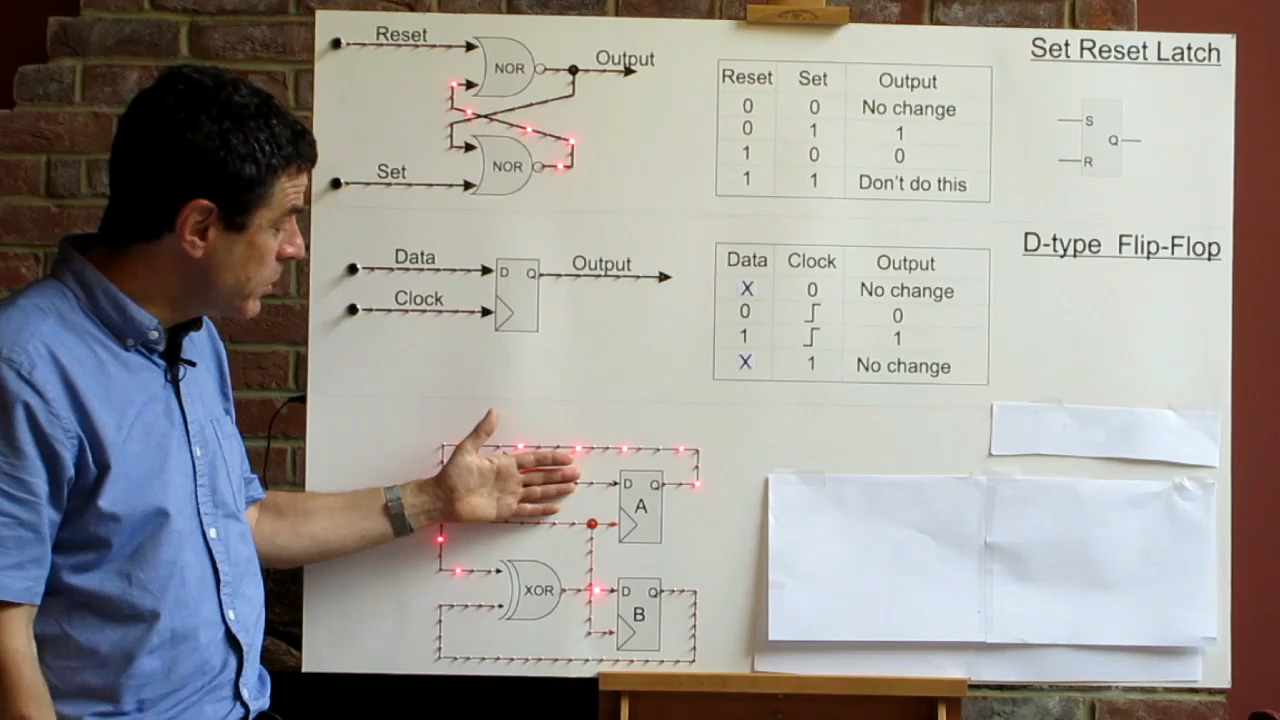 Set Reset Latch
Reset
NOR
Output
NOR
Set
Reset Set Output
0 0 No change
0 1 1
1 0 0
1 1 Don't do this
S
Q
R
D-type Flip-Flop
Data
D Q
Output
Clock
Data Clock Output
X 0 No change
0 0
1 1
X 1 No change
D Q
A
XOR
D Q
B